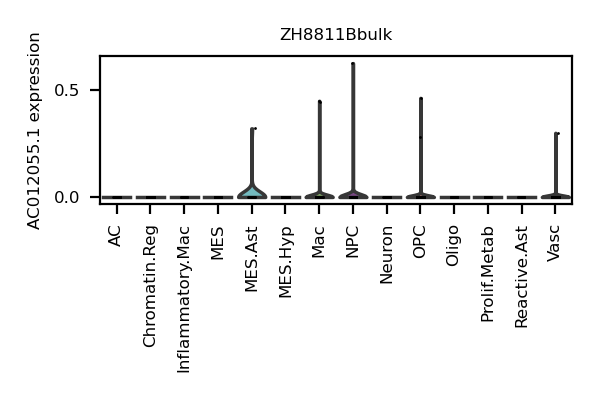 ZH8811Bbulk
AC012055.1 expression
0.5
0.0
AC
Chromatin.Reg
Inflammatory.Mac
MES
MES.Ast
MES.Hyp
Mac
NPC
Neuron
OPC
Oligo
Prolif.Metab
Reactive.Ast
Vasc